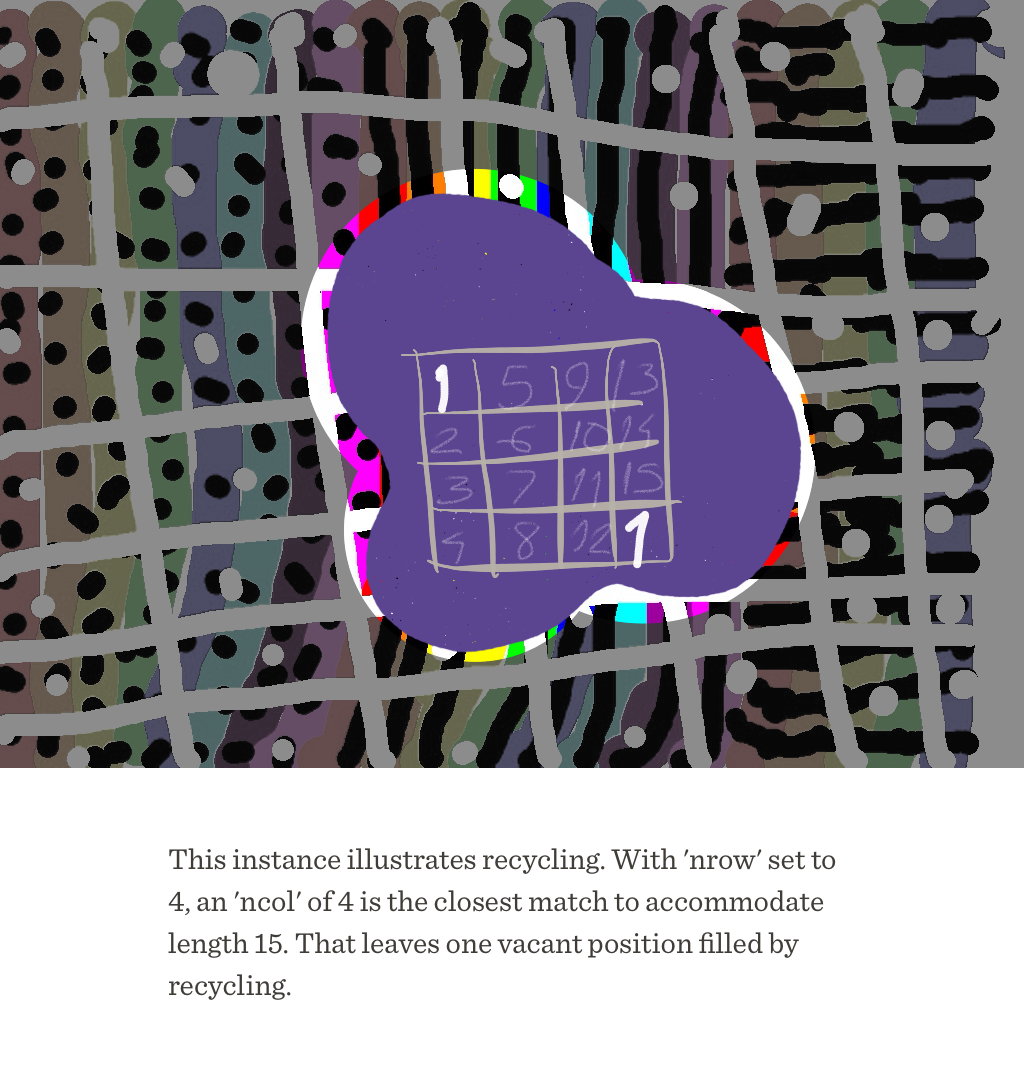 1 5 9 13
2 6 10 14
3 7 11 15
4 8 12 1
This instance illustrates recycling. With 'nrow' set to
4, an 'ncol' of 4 is the closest match to accommodate
length 15. That leaves one vacant position filled by
recycling.